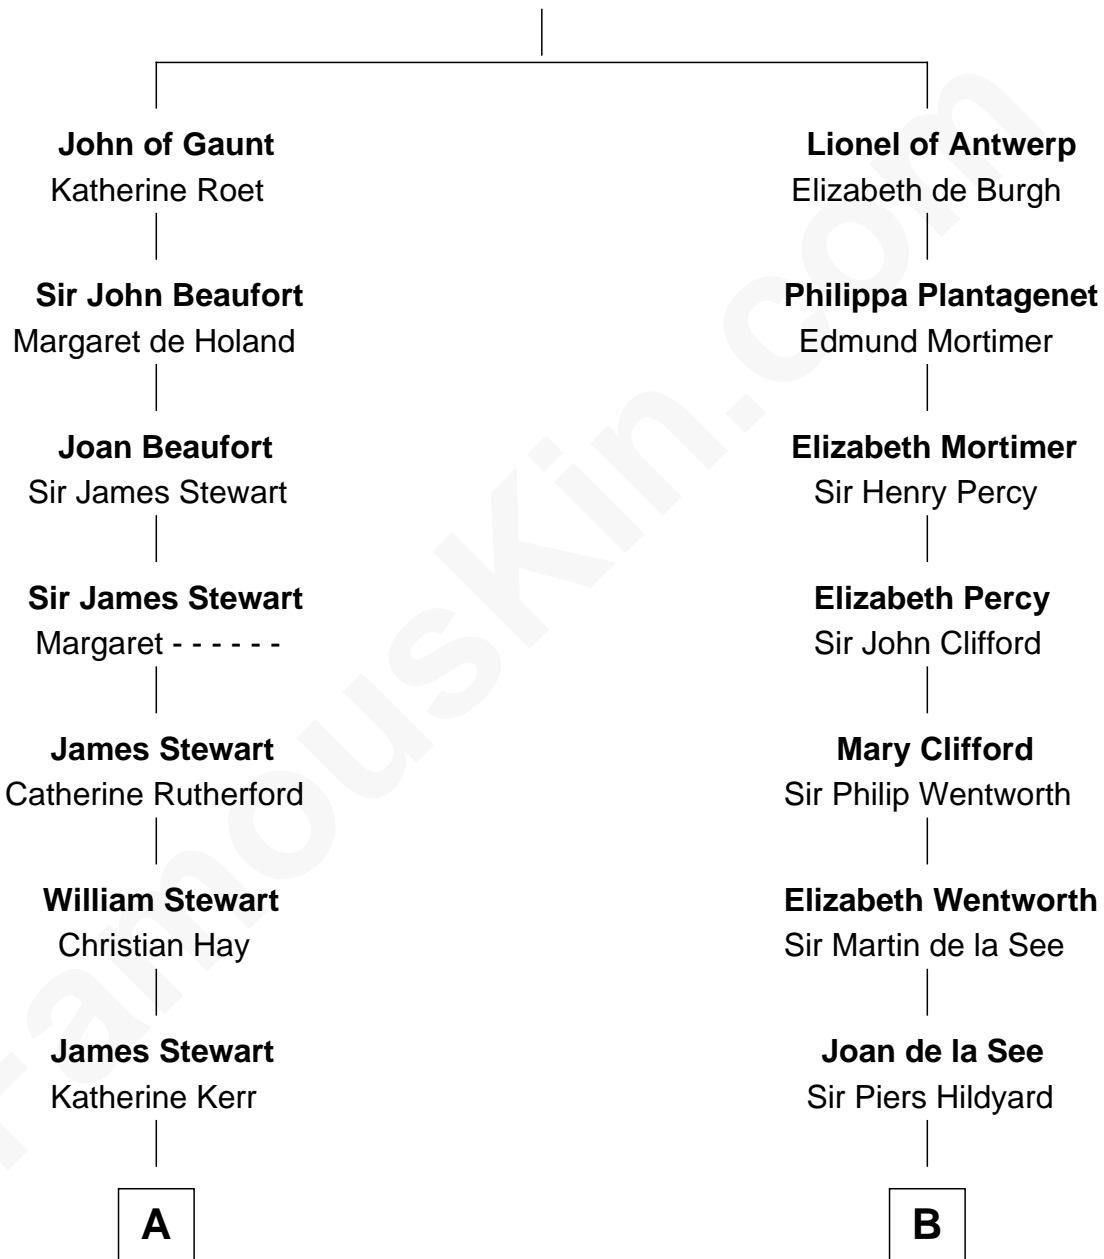 John of Gaunt
Katherine Roet
Sir John Beaufort
Margaret de Holand
Joan Beaufort
Sir James Stewart
Sir James Stewart
Margaret - - - - - -
James Stewart
Catherine Rutherford
William Stewart
Christian Hay
James Stewart
Katherine Kerr
A
Lionel of Antwerp
Elizabeth de Burgh
Philippa Plantagenet
Edmund Mortimer
Elizabeth Mortimer
Sir Henry Percy
Elizabeth Percy
Sir John Clifford
Mary Clifford
Sir Philip Wentworth
Elizabeth Wentworth
Sir Martin de la See
Joan de la See
Sir Piers Hildyard
B
FamousKin.com